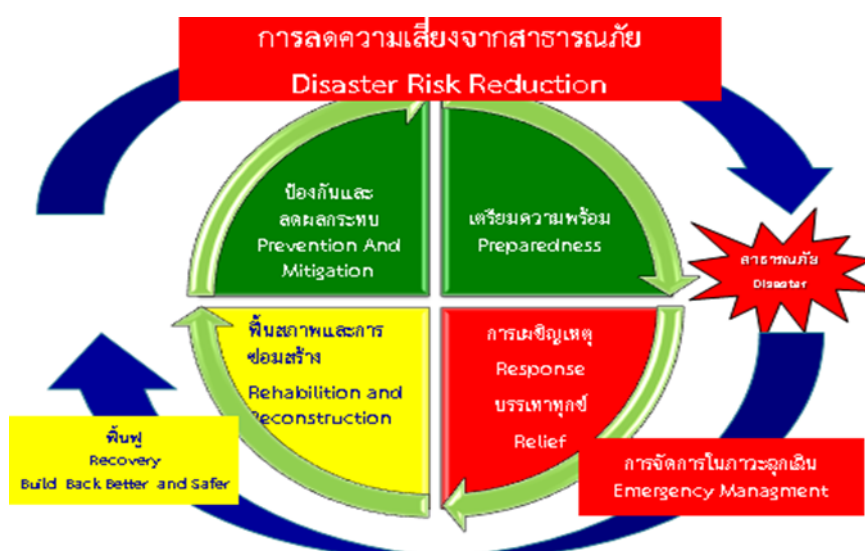 การลดความเสี่ยงจากสาธารณภัย
Disaster Risk Reduction
ป้องกันและ
ลดผลกระทบ
Prevention And
Mitigation
เตรียมความพร้อม
Preparedness
สาธารณภัย
Disaster
ฟื้นสภาพและการ
ซ่อมสร้าง
Rehabilition and
Reconstruction
การเผชิญเหตุ
Response
บรรเทาทุกข์
Relief
ฟื้นฟู
Recovery
Build Back Better and Safer
การจัดการในภาวะฉุกเฉิน
Emergency Managment